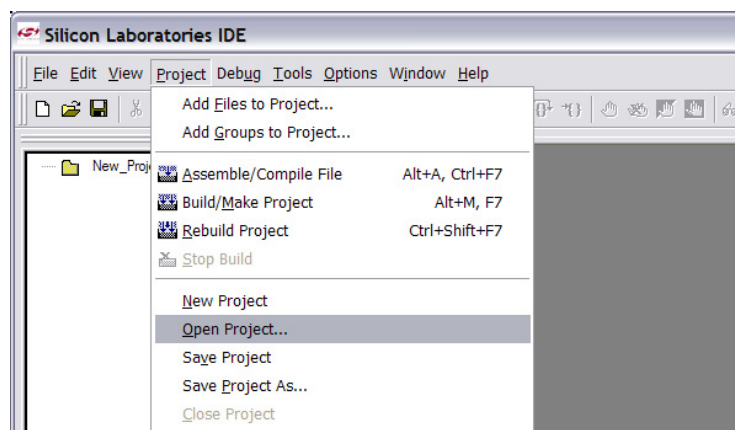 Silicon Laboratories IDE
File Edit View Project Debug Tools Options Window Help
Add Files to Project...
Add Groups to Project...
New_Proj
Assemble/Compile File Alt+A, Ctrl+F7
Build/Make Project Alt+M, F7
Rebuild Project Ctrl+Shift+F7
Stop Build
New Project
Open Project...
Save Project
Save Project As...
Close Project